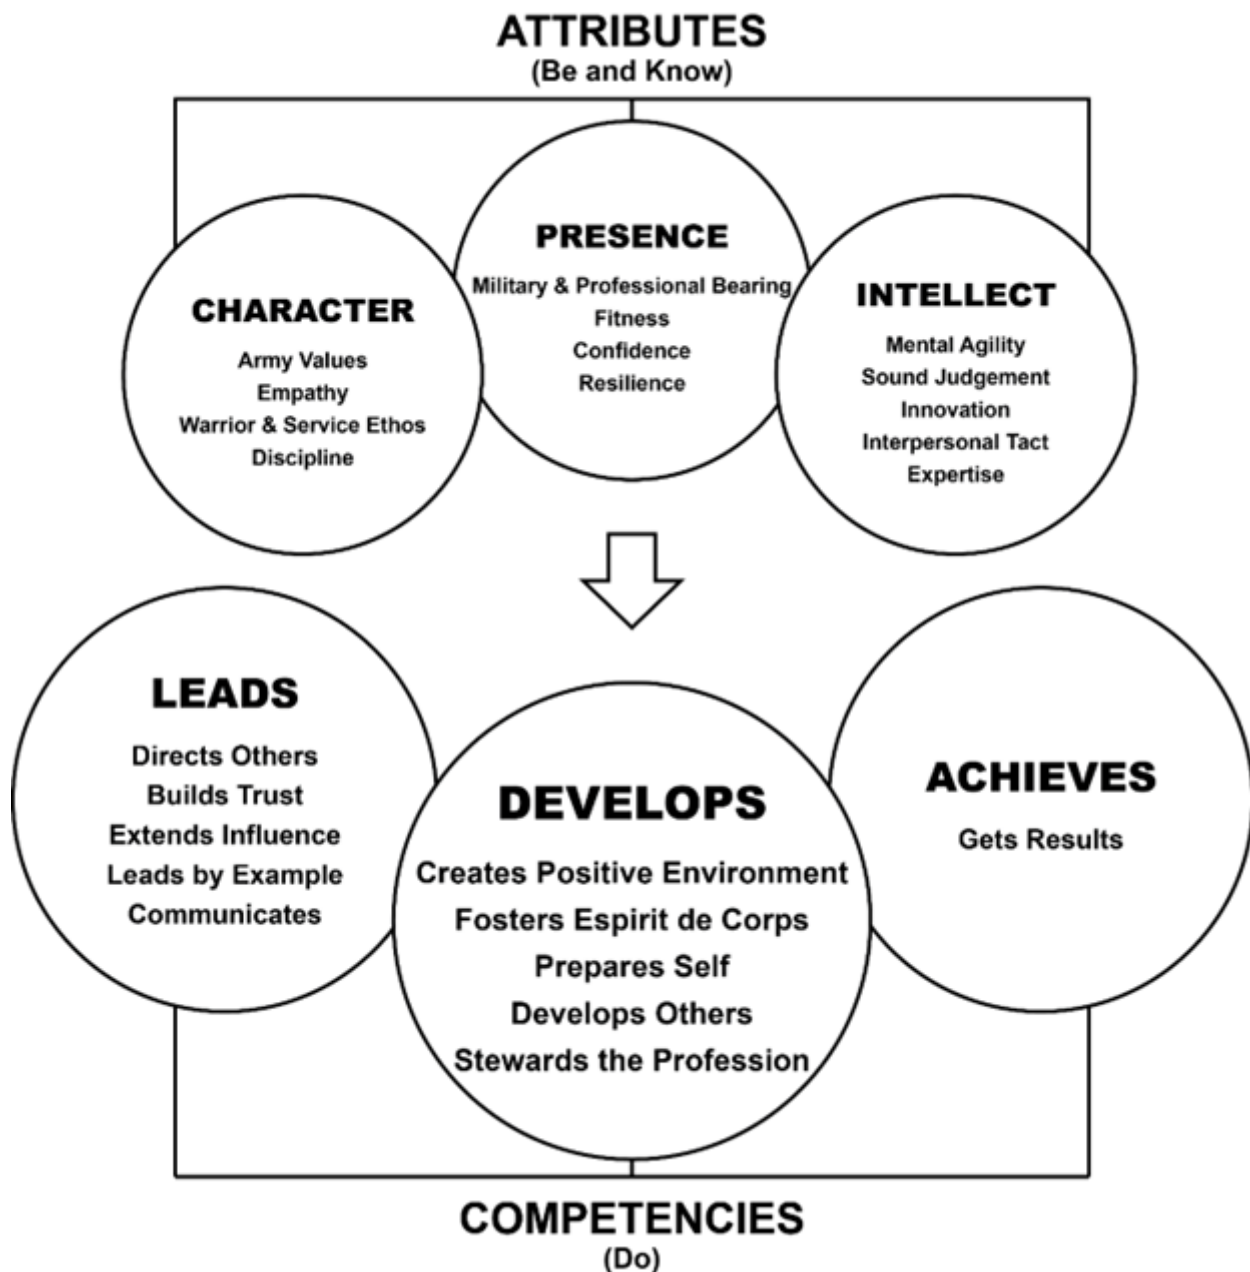 ATTRIBUTES
(Be and Know)
CHARACTER
Army Values
Empathy
Warrior & Service Ethos
Discipline
PRESENCE
Military & Professional Bearing
Fitness
Confidence
Resilience
INTELLECT
Mental Agility
Sound Judgement
Innovation
Interpersonal Tact
Expertise
LEADS
Directs Others
Builds Trust
Extends Influence
Leads by Example
Communicates
DEVELOPS
Creates Positive Environment
Fosters Espirit de Corps
Prepares Self
Develops Others
Stewards the Profession
ACHIEVES
Gets Results
COMPETENCIES
(Do)